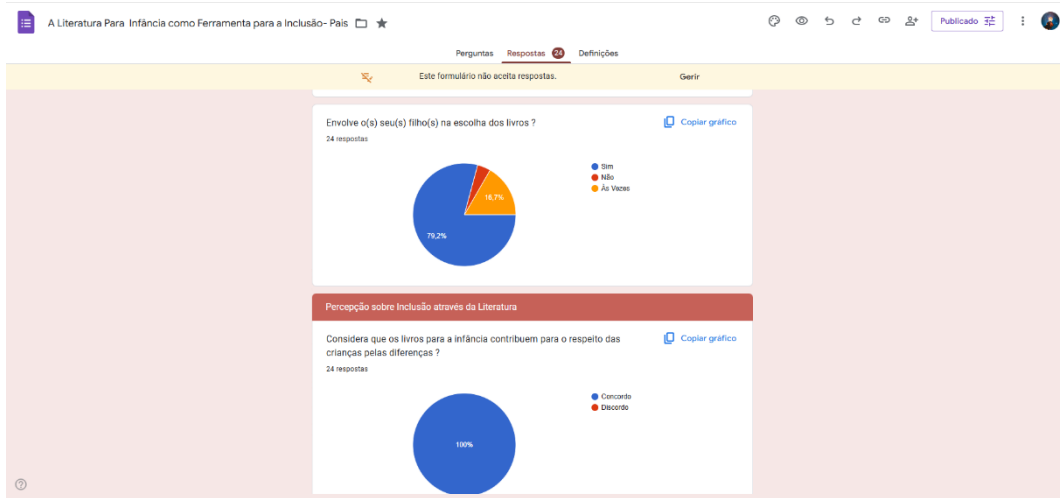 A Literatura Para Infância como Ferramenta para a Inclusão- Pais
Publicado
Perguntas Respostas 24 Definições
Este formulário não aceita respostas. Gerir
Envolve o(s) seu(s) filho(s) na escolha dos livros ?
Copiar gráfico
24 respostas
Sim
Não
Ás Vezes
16,7%
79,2%
Percepção sobre Inclusão através da Literatura
Considera que os livros para a infância contribuem para o respeito das
crianças pelas diferenças ?
Copiar gráfico
24 respostas
Concordo
Discordo
100%